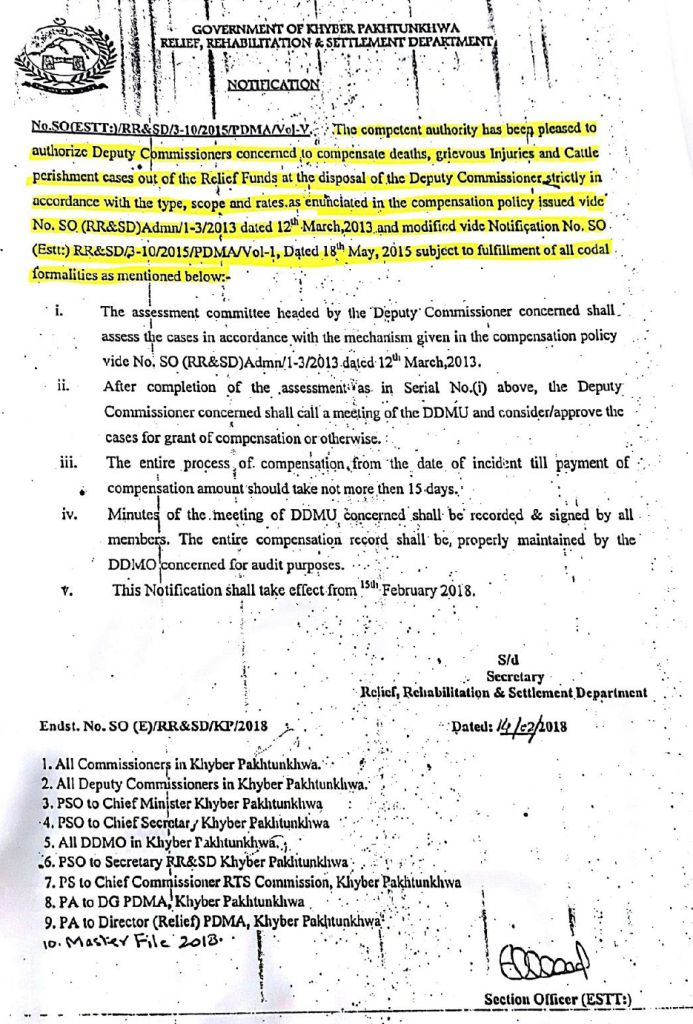 GOVERNMENT OF KHYBER PAKHTUNKHWA
RELIEF, REHABILITATION & SETTLEMENT DEPARTMENT
NOTIFICATION
No.SO(ESTT:)/RR&SD/3-10/2015/PDMA/Vol-V. The competent authority has been pleased to
authorize Deputy Commissioners concerned to compensate deaths, grievous Injuries and Cattle
perishment cases out of the Relief Funds at the disposal of the Deputy Commissioner strictly in
accordance with the type, scope and rates as enunciated in the compensation policy issued vide
No. SO (RR&SD)Admn/1-3/2013 dated 12th March,2013 and modified vide Notification No. SO
(Estt:) RR&SD/3-10/2015/PDMA/Vol-1, Dated 18th May, 2015 subject to fulfillment of all codal
formalities as mentioned below:-
i. The assessment committee headed by the Deputy Commissioner concerned shall
assess the cases in accordance with the mechanism given in the compensation policy
vide No. SO (RR&SD)Admn/1-3/2013 dated 12th March,2013.
ii. After completion of the assessment as in Serial No.(i) above, the Deputy
Commissioner concerned shall call a meeting of the DDMU and consider/approve the
cases for grant of compensation or otherwise.
iii. The entire process of compensation from the date of incident till payment of
compensation amount should take not more then 15 days.
iv. Minutes of the meeting of DDMU concerned shall be recorded & signed by all
members. The entire compensation record shall be properly maintained by the
DDMO concerned for audit purposes.
v. This Notification shall take effect from 15th February 2018.
S/d
Secretary
Relief, Rehabilitation & Settlement Department
Endst. No. SO (E)/RR&SD/KP/2018 Dated: 14/02/2018
1. All Commissioners in Khyber Pakhtunkhwa.
2. All Deputy Commissioners in Khyber Pakhtunkhwa.
3. PSO to Chief Minister Khyber Pakhtunkhwa
4. PSO to Chief Secretary Khyber Pakhtunkhwa
5. All DDMO in Khyber Pakhtunkhwa.
6. PSO to Secretary RR&SD Khyber Pakhtunkhwa
7. PS to Chief Commissioner RTS Commission, Khyber Pakhtunkhwa
8. PA to DG PDMA, Khyber Pakhtunkhwa
9. PA to Director (Relief) PDMA, Khyber Pakhtunkhwa
10. Master File 2018.
Section Officer (ESTT:)